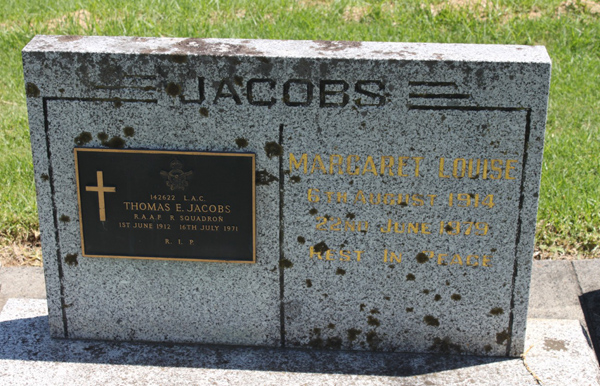 JACOBS
142622 L.A.C.
THOMAS E. JACOBS
R.A.A.F. R SQUADRON
1ST JUNE 1912 16TH JULY 1971
R. I. P.
MARGARET LOUISE
6TH AUGUST 1914
22ND JUNE 1979
REST IN PEACE